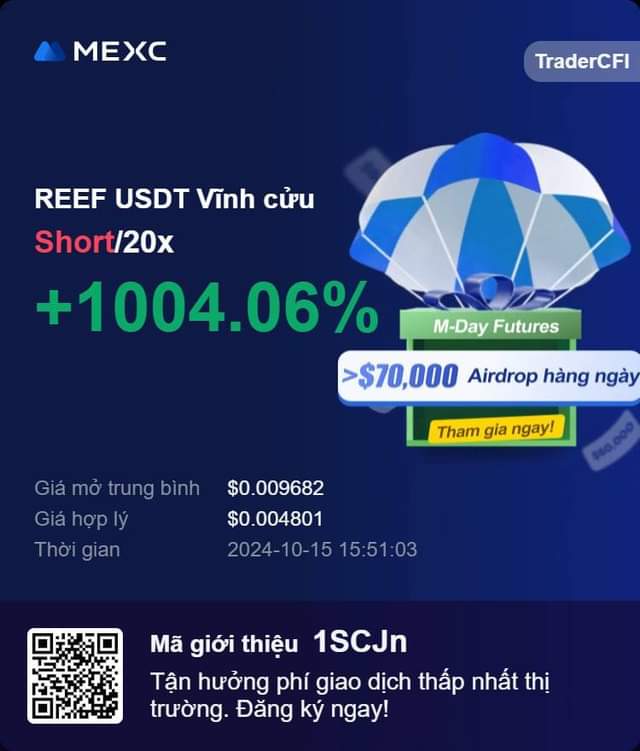 MEXC
TraderCFI
REEF USDT Vĩnh cửu
Short/20x
+1004.06%
M-Day Futures
>$70,000 Airdrop hàng ngày
Tham gia ngay!
$60,000
Giá mở trung bình $0.009682
Giá hợp lý $0.004801
Thời gian 2024-10-15 15:51:03
Mã giới thiệu 1SCJn
Tận hưởng phí giao dịch thấp nhất thị
trường. Đăng ký ngay!